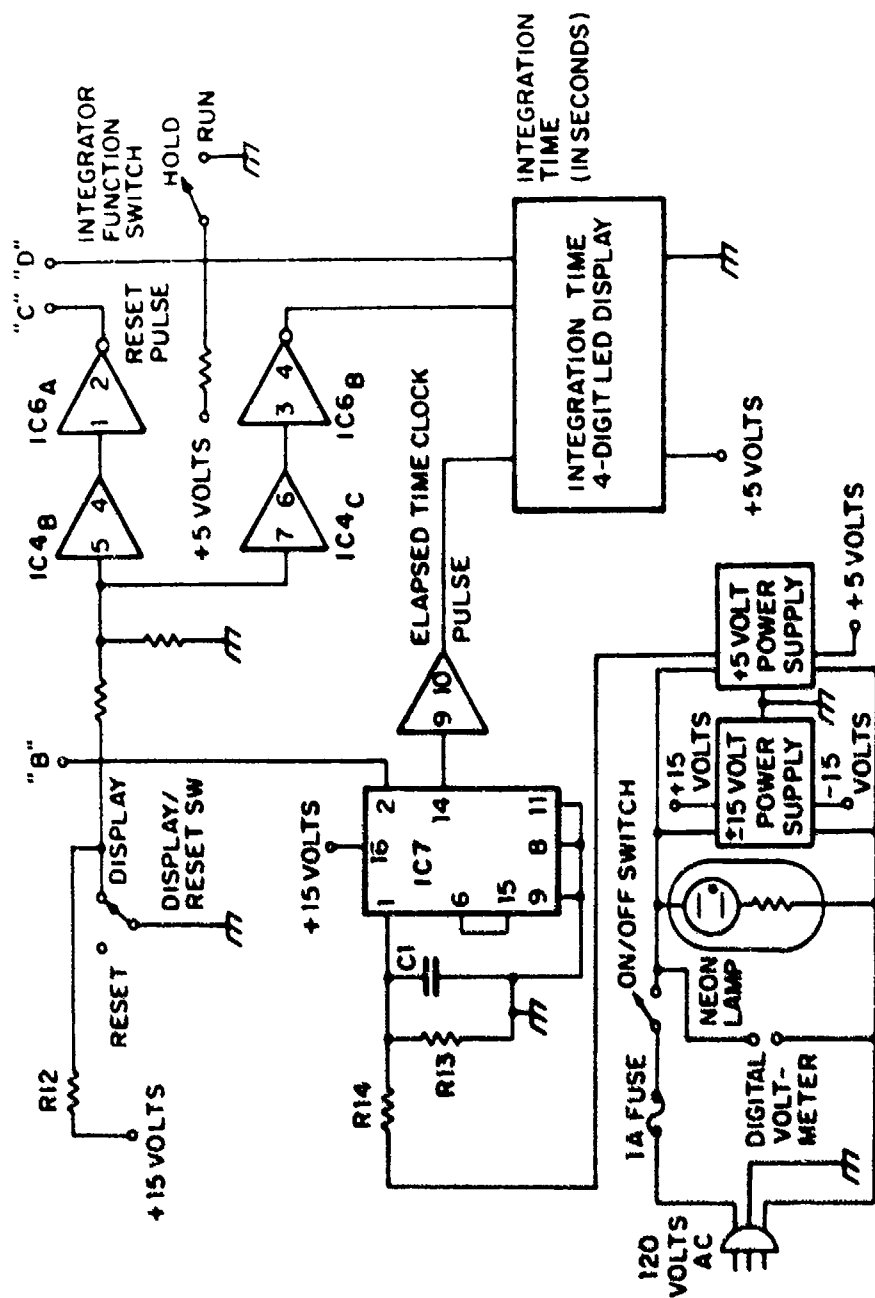 "B"
"C"
"D"
R12
+15 VOLTS
RESET
DISPLAY
DISPLAY/
RESET SW
IC4B
5
4
IC6A
1
2
RESET
PULSE
INTEGRATOR
FUNCTION
SWITCH
HOLD
RUN
+5 VOLTS
IC4C
7
6
IC6B
3
4
+15 VOLTS
1
16
2
IC7
6
14
15
9
8
11
C1
R13
R14
9
10
ELAPSED TIME CLOCK
PULSE
INTEGRATION TIME
4-DIGIT LED DISPLAY
INTEGRATION
TIME
(IN SECONDS)
+5 VOLTS
120
VOLTS
AC
1A FUSE
ON/OFF SWITCH
DIGITAL
VOLT-
METER
NEON
LAMP
+15
VOLTS
±15 VOLT
POWER
SUPPLY
-15
VOLTS
+5 VOLT
POWER
SUPPLY
+5 VOLTS